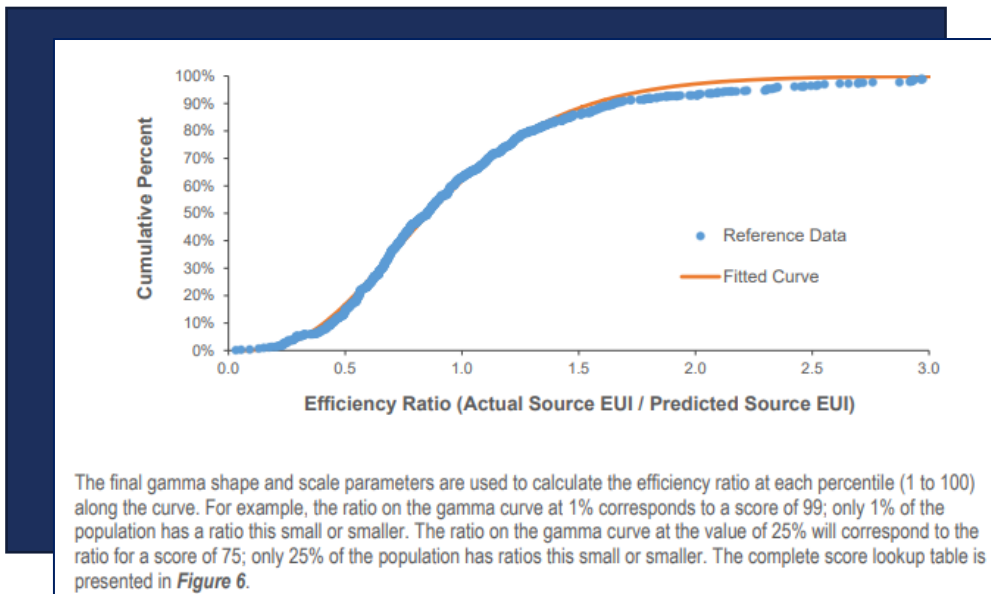 100%
90%
80%
70%
60%
50%
40%
30%
20%
10%
0%
Cumulative Percent
Reference Data
Fitted Curve
0.0 0.5 1.0 1.5 2.0 2.5 3.0
Efficiency Ratio (Actual Source EUI / Predicted Source EUI)
The final gamma shape and scale parameters are used to calculate the efficiency ratio at each percentile (1 to 100)
along the curve. For example, the ratio on the gamma curve at 1% corresponds to a score of 99; only 1% of the
population has a ratio this small or smaller. The ratio on the gamma curve at the value of 25% will correspond to the
ratio for a score of 75; only 25% of the population has ratios this small or smaller. The complete score lookup table is
presented in Figure 6.